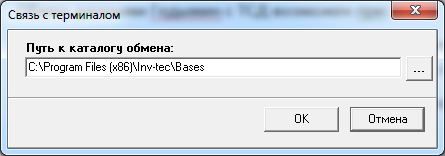 Связь с терминалом
Путь к каталогу обмена:
C:\Program Files (x86)\Inv-tec\Bases
...
OK
Отмена